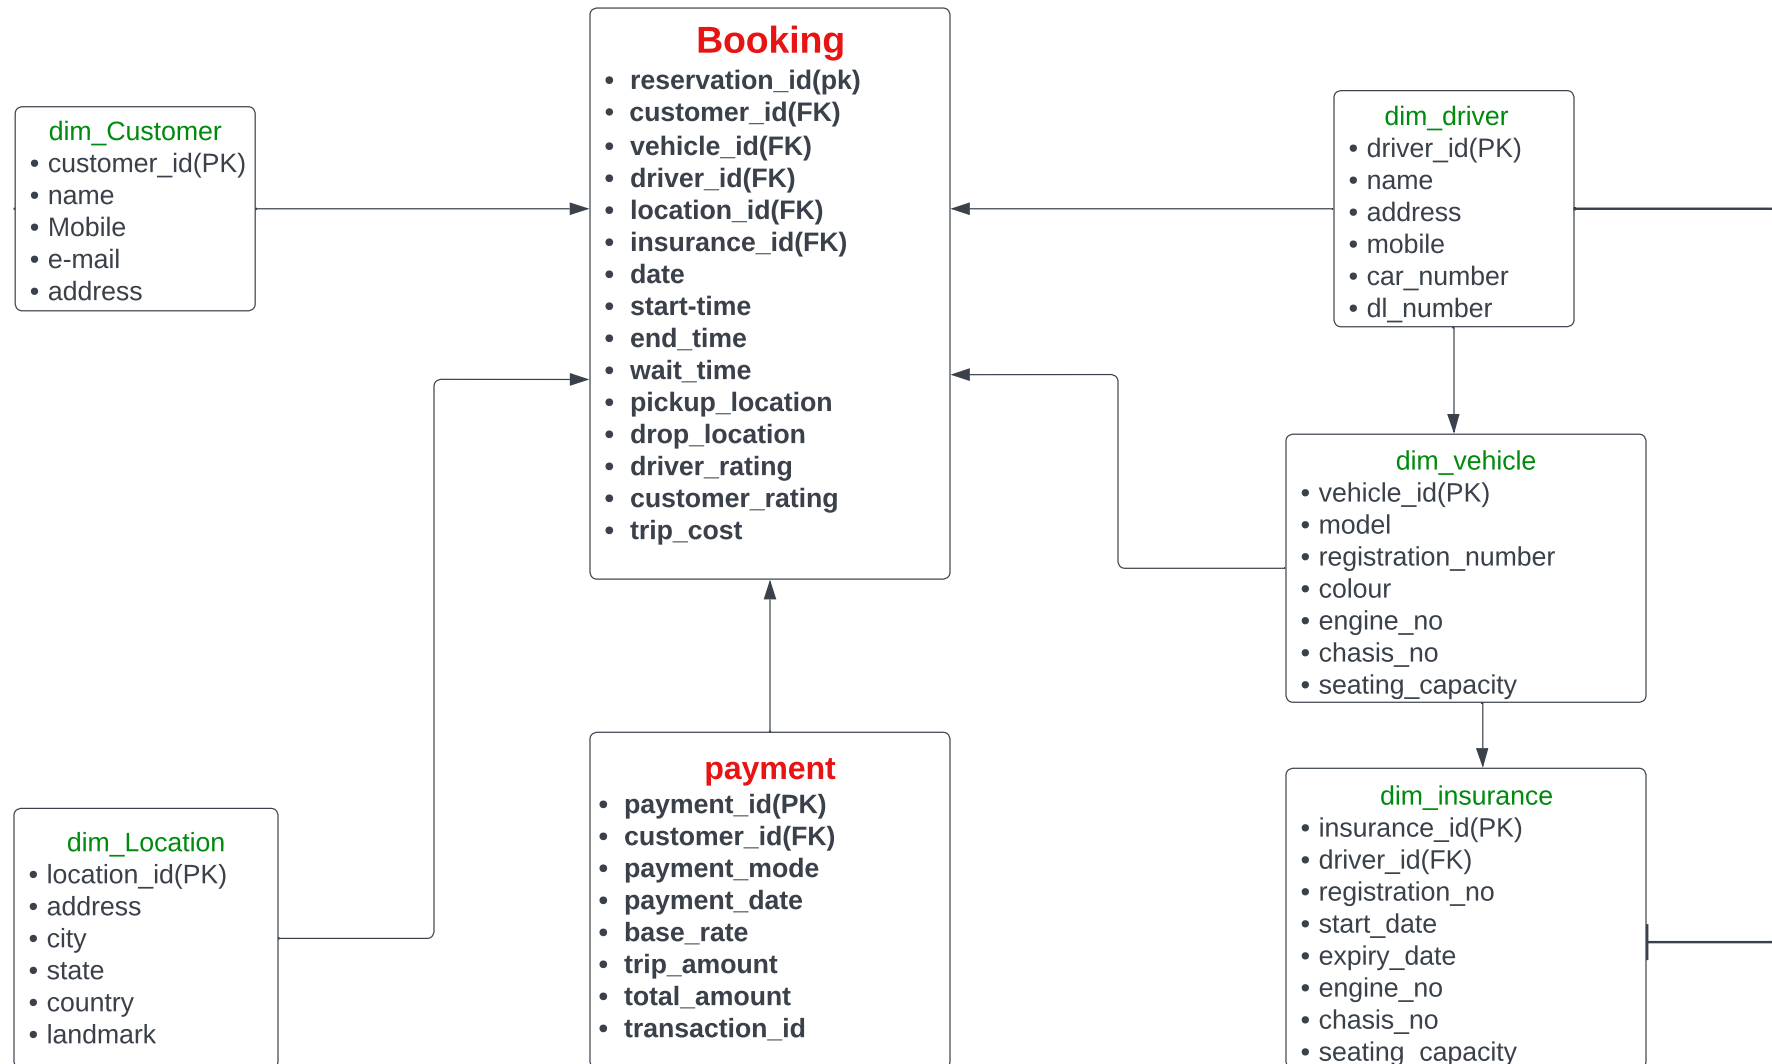 Booking
• reservation_id(pk)
• customer_id(FK)
• vehicle_id(FK)
• driver_id(FK)
• location_id(FK)
• insurance_id(FK)
• date
• start-time
• end_time
• wait_time
• pickup_location
• drop_location
• driver_rating
• customer_rating
• trip_cost
dim_Customer
• customer_id(PK)
• name
• Mobile
• e-mail
• address
dim_driver
• driver_id(PK)
• name
• address
• mobile
• car_number
• dl_number
dim_vehicle
• vehicle_id(PK)
• model
• registration_number
• colour
• engine_no
• chasis_no
• seating_capacity
payment
• payment_id(PK)
• customer_id(FK)
• payment_mode
• payment_date
• base_rate
• trip_amount
• total_amount
• transaction_id
dim_Location
• location_id(PK)
• address
• city
• state
• country
• landmark
dim_insurance
• insurance_id(PK)
• driver_id(FK)
• registration_no
• start_date
• expiry_date
• engine_no
• chasis_no
• seating_capacity